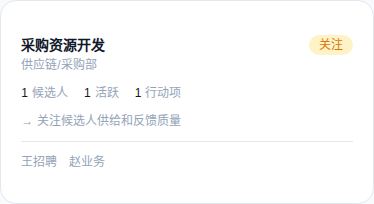 采购资源开发
关注
供应链/采购部
1 候选人 1 活跃 1 行动项
→ 关注候选人供给和反馈质量
王招聘 赵业务